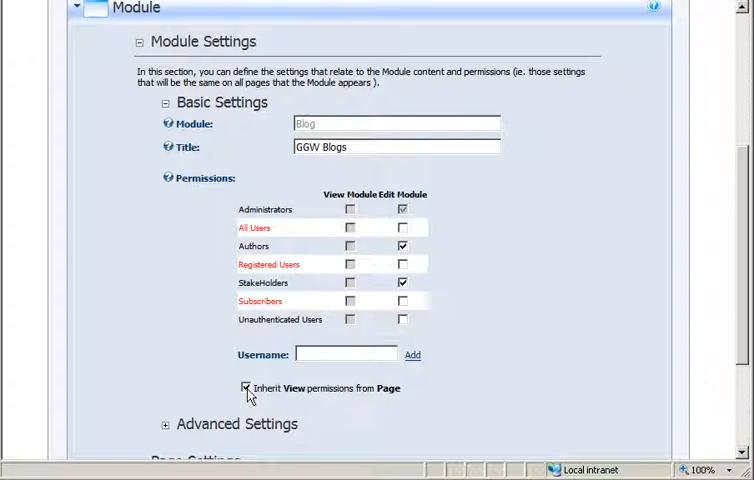 Module
Module Settings
In this section, you can define the settings that relate to the Module content and permissions (ie. those settings
that will be the same on all pages that the Module appears ).
Basic Settings
Module: Blog
Title: GGW Blogs
Permissions:
View Module Edit Module
Administrators
All Users
Authors
Registered Users
StakeHolders
Subscribers
Unauthenticated Users
Username: Add
Inherit View permissions from Page
Advanced Settings
Page Settings
Local intranet 100%